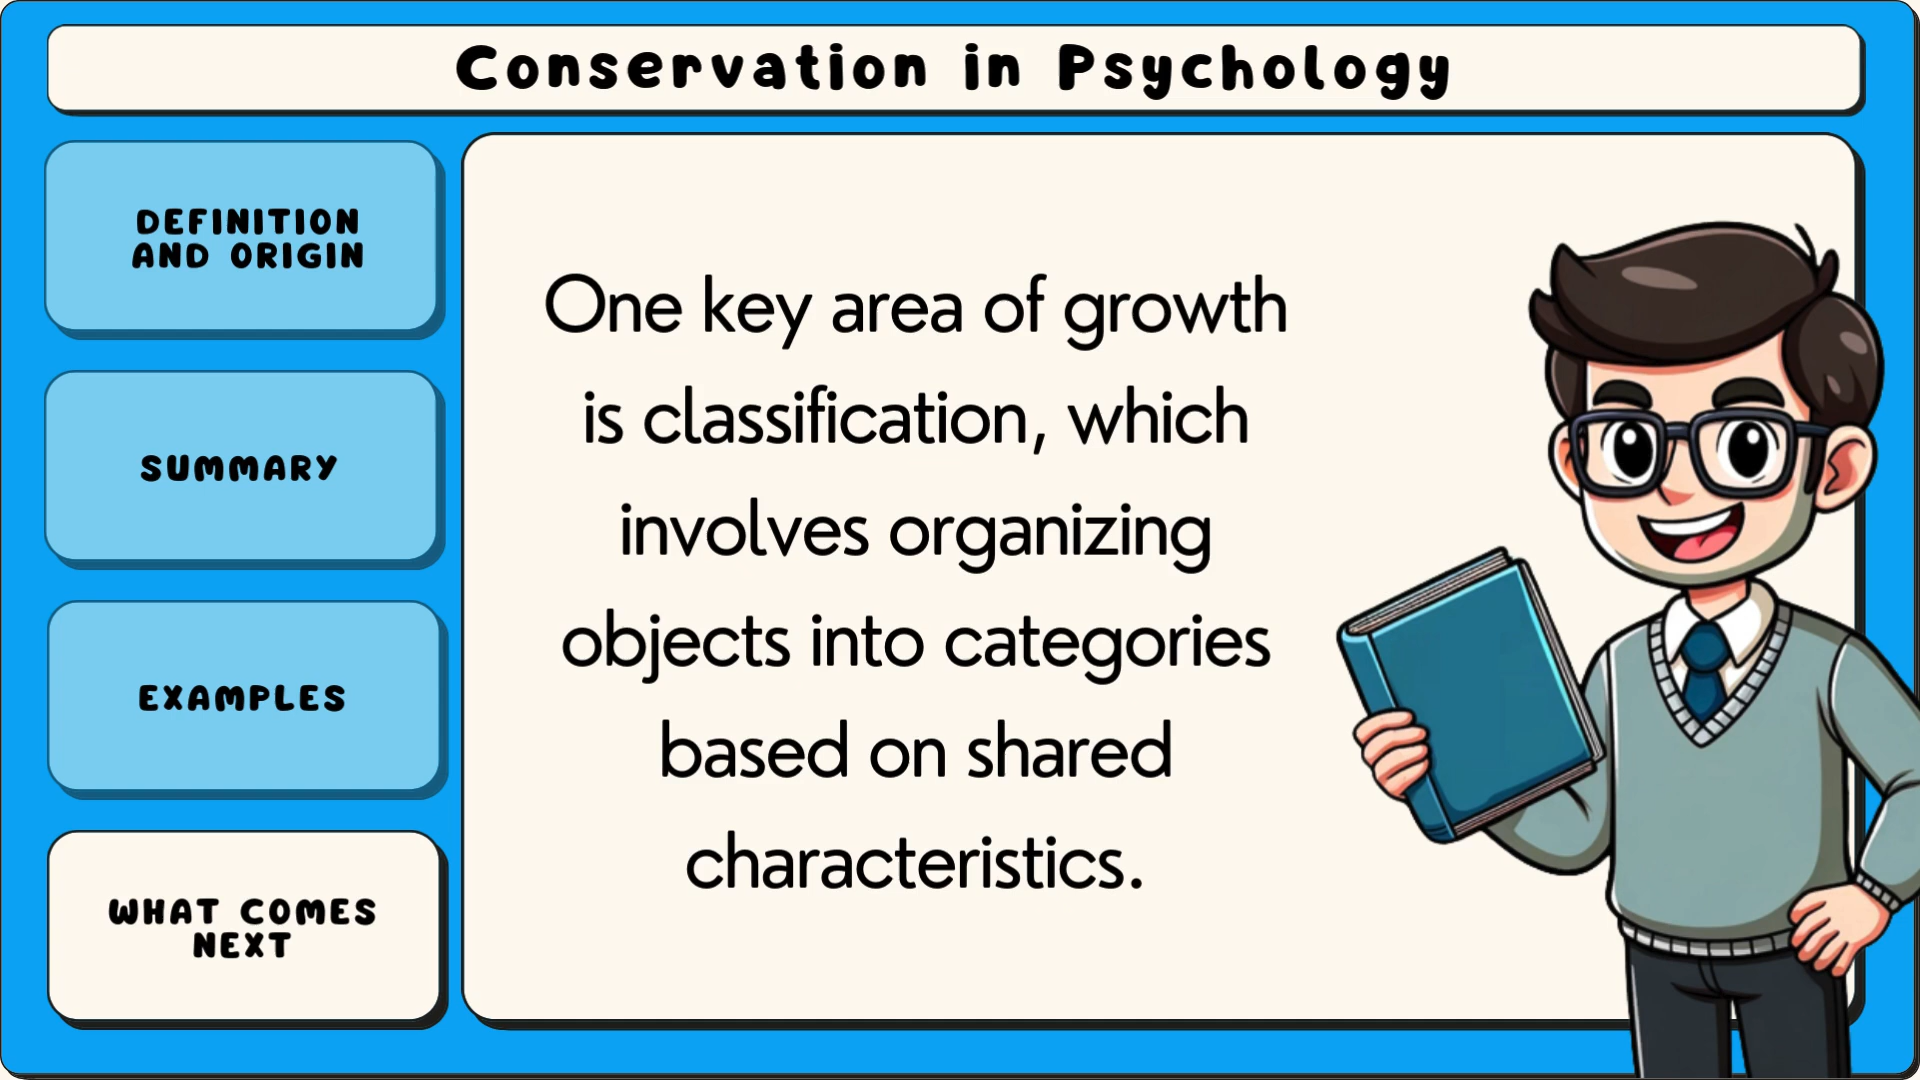 Conservation in Psychology
DEFINITION
AND ORIGIN
SUMMARY
EXAMPLES
WHAT COMES
NEXT
One key area of growth
is classification, which
involves organizing
objects into categories
based on shared
characteristics.